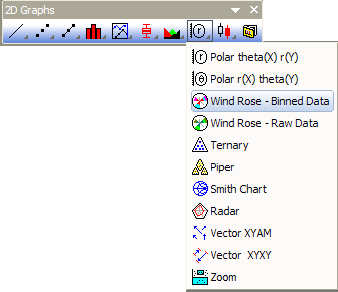 2D Graphs
Polar theta(X) r(Y)
Polar r(X) theta(Y)
Wind Rose - Binned Data
Wind Rose - Raw Data
Ternary
Piper
Smith Chart
Radar
Vector XYAM
Vector XYXY
Zoom